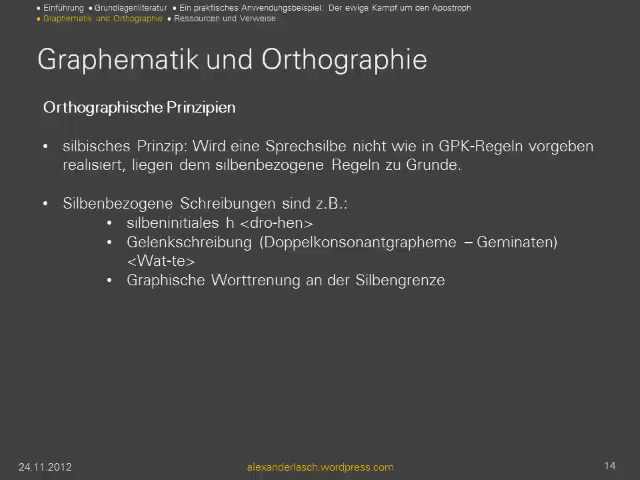 ● Einführung ● Grundlagenliteratur ● Ein praktisches Anwendungsbeispiel: Der ewige Kampf um den Apostroph
● Graphematik und Orthographie ● Ressourcen und Verweise
Graphematik und Orthographie
Orthographische Prinzipien
• silbisches Prinzip: Wird eine Sprechsilbe nicht wie in GPK-Regeln vorgeben
realisiert, liegen dem silbenbezogene Regeln zu Grunde.
• Silbenbezogene Schreibungen sind z.B.:
• silbeninitiales h <dro-hen>
• Gelenkschreibung (Doppelkonsonantgrapheme – Geminaten)
<Wat-te>
• Graphische Worttrenung an der Silbengrenze
24.11.2012
alexanderlasch.wordpress.com
14